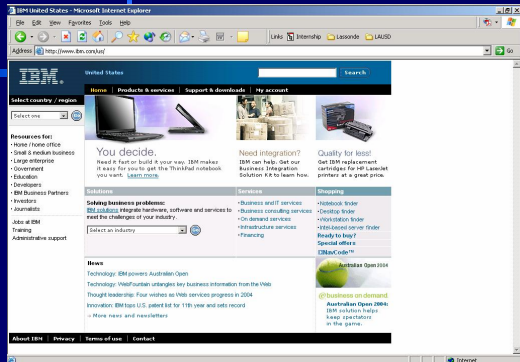 IBM United States - Microsoft Internet Explorer
File Edit View Favorites Tools Help
Links Internship Lassonde LAUSD
Address http://www.ibm.com/us/ Go
IBM®
United States
Search
Home Products & services Support & downloads My account
Select country / region
Select one
Resources for:
Home / home office
Small & medium business
Large enterprise
Government
Education
Developers
IBM Business Partners
Investors
Journalists
Jobs at IBM
Training
Administrative support
You decide.
Need it fast or build it your way. IBM makes
it easy for you to get the ThinkPad notebook
you want. Learn more.
Need integration?
IBM can help. Get our
Business Integration
Solution Kit to learn how.
Quality for less!
Get IBM replacement
cartridges for HP LaserJet
printers at a great price.
Solutions
Solving business problems:
IBM solutions integrate hardware, software and services to
meet the challenges of your industry.
Select an industry
Services
Business and IT services
Business consulting services
On demand services
Infrastructure services
Financing
Shopping
Notebook finder
Desktop finder
Workstation finder
Intel-based server finder
Ready to buy?
Special offers
IBNavCode™
News
Technology: IBM powers Australian Open
Technology: WebFountain untangles key business information from the Web
Thought leadership: Four wishes as Web services progress in 2004
Innovation: IBM tops U.S. patent list for 11th year and sets record
More news and newsletters
Australian Open 2004
business on demand
Australian Open 2004:
IBM solution helps
keep spectators
in the game.
About IBM Privacy Terms of use Contact
Internet